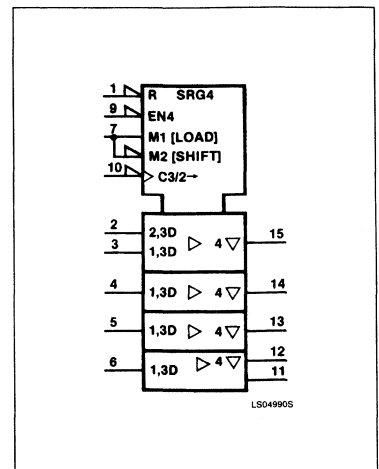 1 R SRG4
9 EN4
7 M1 [LOAD]
M2 [SHIFT]
10 C3/2→
2 2,3D 4 15
3 1,3D
4 1,3D 4 14
5 1,3D 4 13
4 12
6 1,3D 11
LS04990S